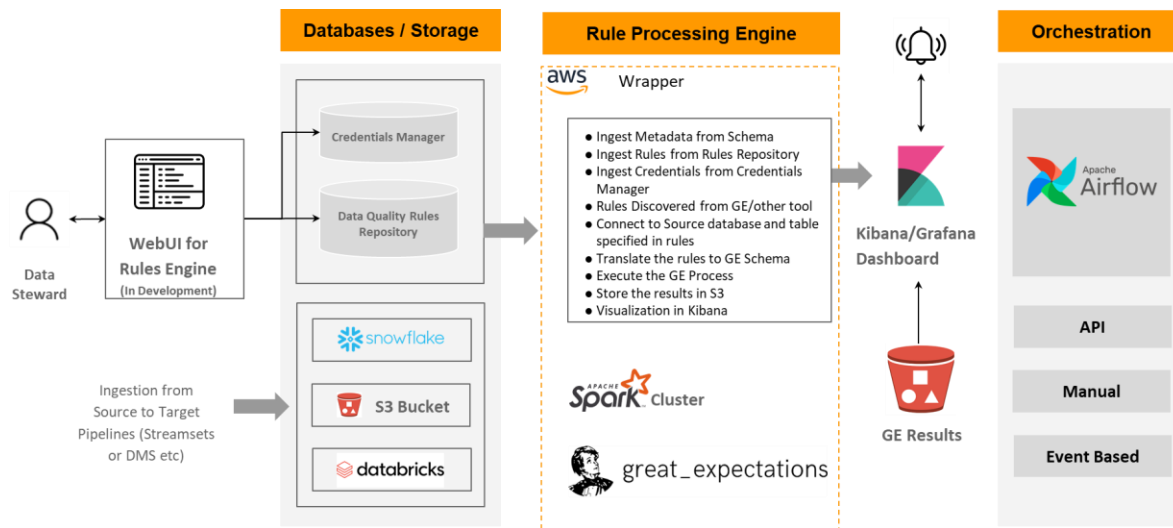 Databases / Storage
Rule Processing Engine
Orchestration
Data
Steward
WebUI for
Rules Engine
(In Development)
Credentials Manager
Data Quality Rules
Repository
Ingestion from
Source to Target
Pipelines (Streamsets
or DMS etc)
snowflake
S3 Bucket
databricks
aws
Wrapper
● Ingest Metadata from Schema
● Ingest Rules from Rules Repository
● Ingest Credentials from Credentials
Manager
● Rules Discovered from GE/other tool
● Connect to Source database and table
specified in rules
● Translate the rules to GE Schema
● Execute the GE Process
● Store the results in S3
● Visualization in Kibana
APACHE
Spark™ Cluster
great_expectations
Kibana/Grafana
Dashboard
GE Results
Apache
Airflow
API
Manual
Event Based